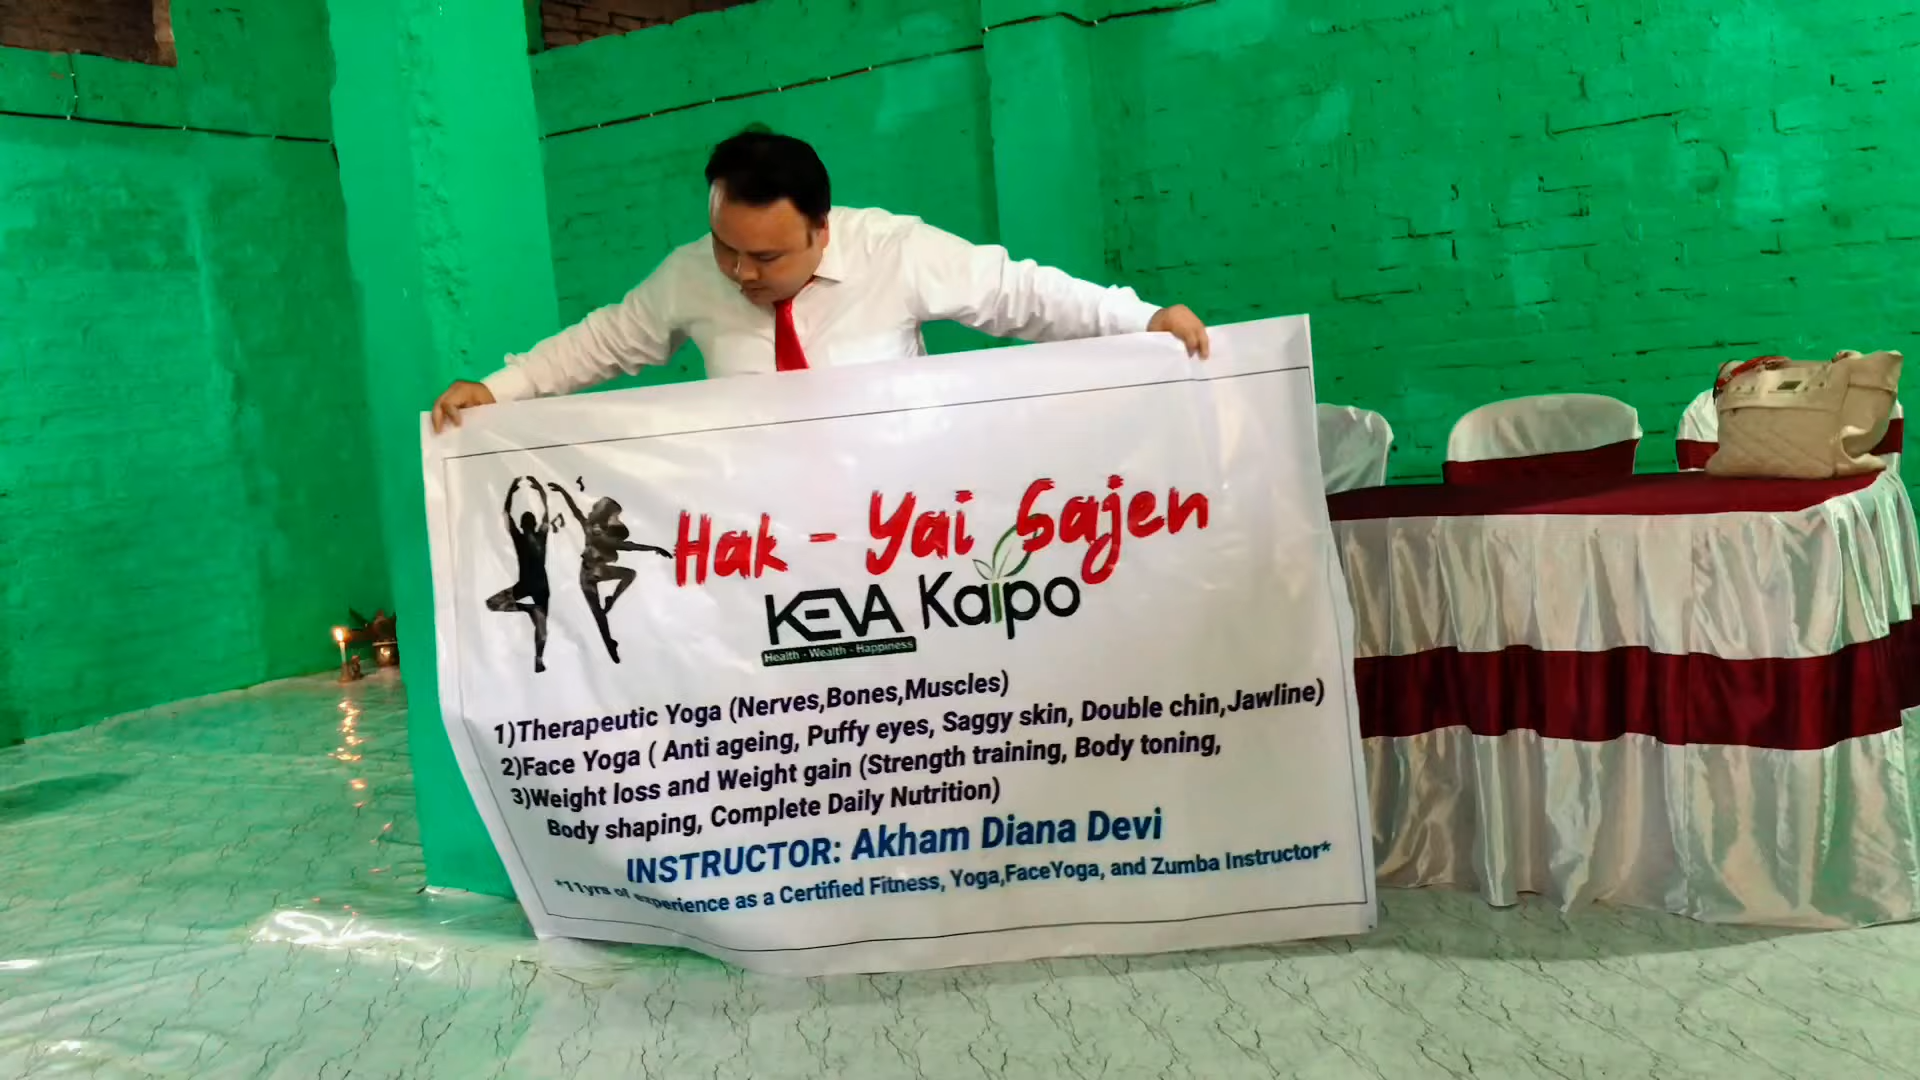 Hak - Yai Sajen
KEVA Kaipo
Health - Wealth - Happiness
1)Therapeutic Yoga (Nerves,Bones,Muscles)
2)Face Yoga ( Anti ageing, Puffy eyes, Saggy skin, Double chin,Jawline)
3)Weight loss and Weight gain (Strength training, Body toning,
Body shaping, Complete Daily Nutrition)
INSTRUCTOR: Akham Diana Devi
*11yrs of experience as a Certified Fitness, Yoga,FaceYoga, and Zumba Instructor*